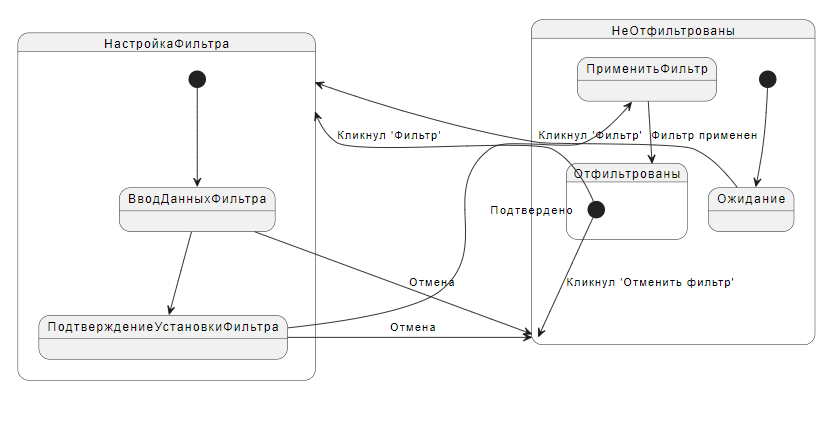 НастройкаФильтра
НеОтфильтрованы
ПрименитьФильтр
Кликнул 'Фильтр'
Кликнул 'Фильтр'
Фильтр применен
Отфильтрованы
ВводДанныхФильтра
Ожидание
Подтвердено
Отмена
Кликнул 'Отменить фильтр'
ПодтверждениеУстановкиФильтра
Отмена